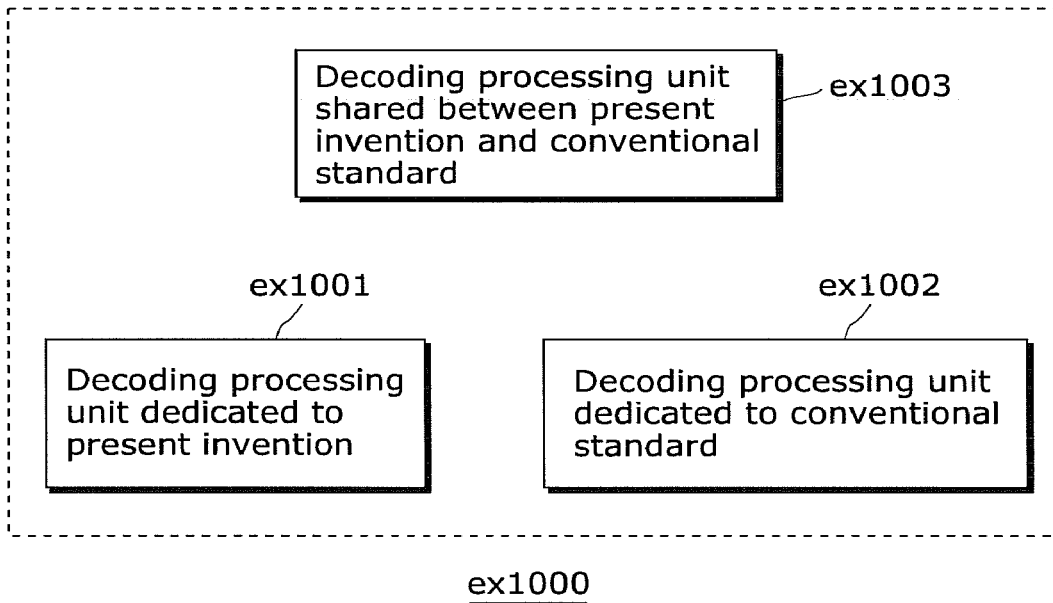 Decoding processing unit
shared between present
invention and conventional
standard
ex1003
ex1001
ex1002
Decoding processing
unit dedicated to
present invention
Decoding processing unit
dedicated to conventional
standard
ex1000